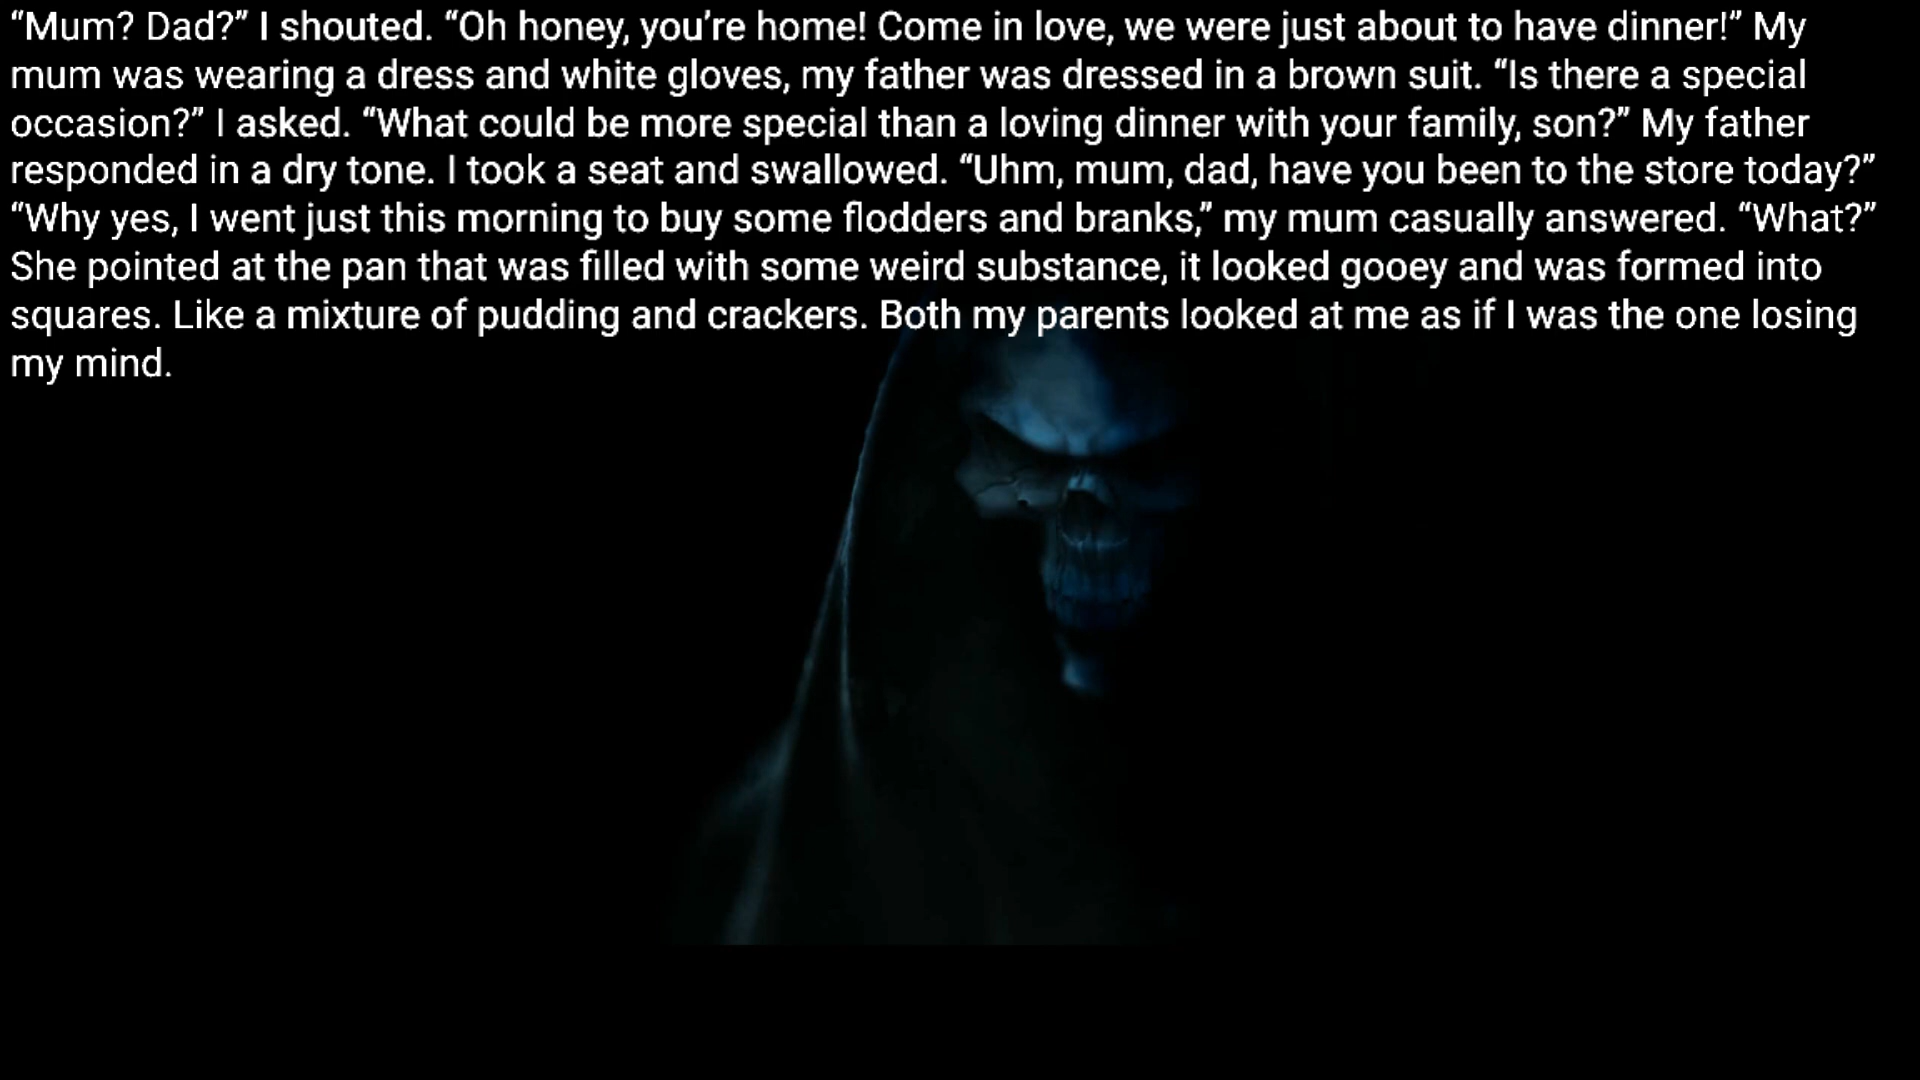 “Mum? Dad?” I shouted. “Oh honey, you’re home! Come in love, we were just about to have dinner!” My
mum was wearing a dress and white gloves, my father was dressed in a brown suit. “Is there a special
occasion?” I asked. “What could be more special than a loving dinner with your family, son?” My father
responded in a dry tone. I took a seat and swallowed. “Uhm, mum, dad, have you been to the store today?”
“Why yes, I went just this morning to buy some flodders and branks,” my mum casually answered. “What?”
She pointed at the pan that was filled with some weird substance, it looked gooey and was formed into
squares. Like a mixture of pudding and crackers. Both my parents looked at me as if I was the one losing
my mind.